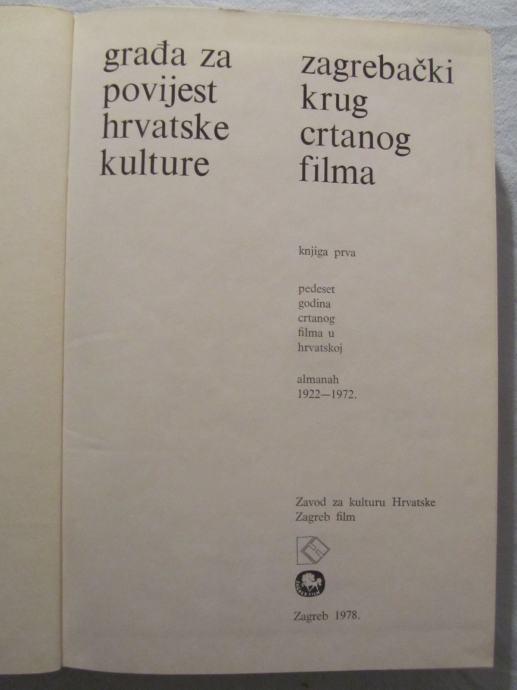 građa za
povijest
hrvatske
kulture
zagrebački
krug
crtanog
filma
knjiga prva
pedeset
godina
crtanog
filma u
hrvatskoj
almanah
1922—1972.
Zavod za kulturu Hrvatske
Zagreb film
Zagreb 1978.